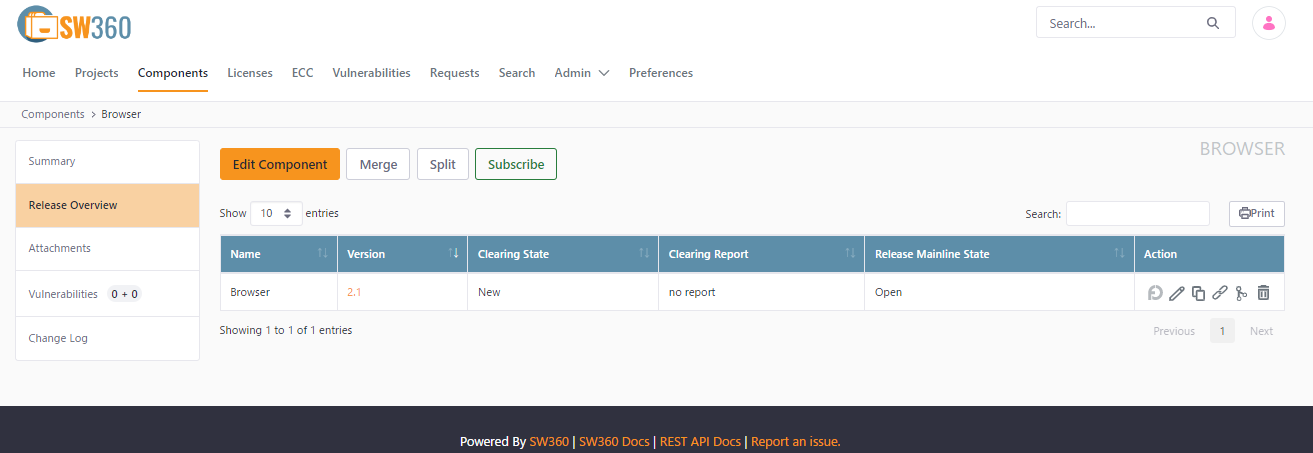 SW360
Search...
Home Projects Components Licenses ECC Vulnerabilities Requests Search Admin Preferences
Components > Browser
Summary
Release Overview
Attachments
Vulnerabilities 0 + 0
Change Log
Edit Component Merge Split Subscribe
BROWSER
Show 10 entries
Search:
Print
Name Version Clearing State Clearing Report Release Mainline State Action
Browser 2.1 New no report Open
Showing 1 to 1 of 1 entries
Previous 1 Next
Powered By SW360 | SW360 Docs | REST API Docs | Report an issue.